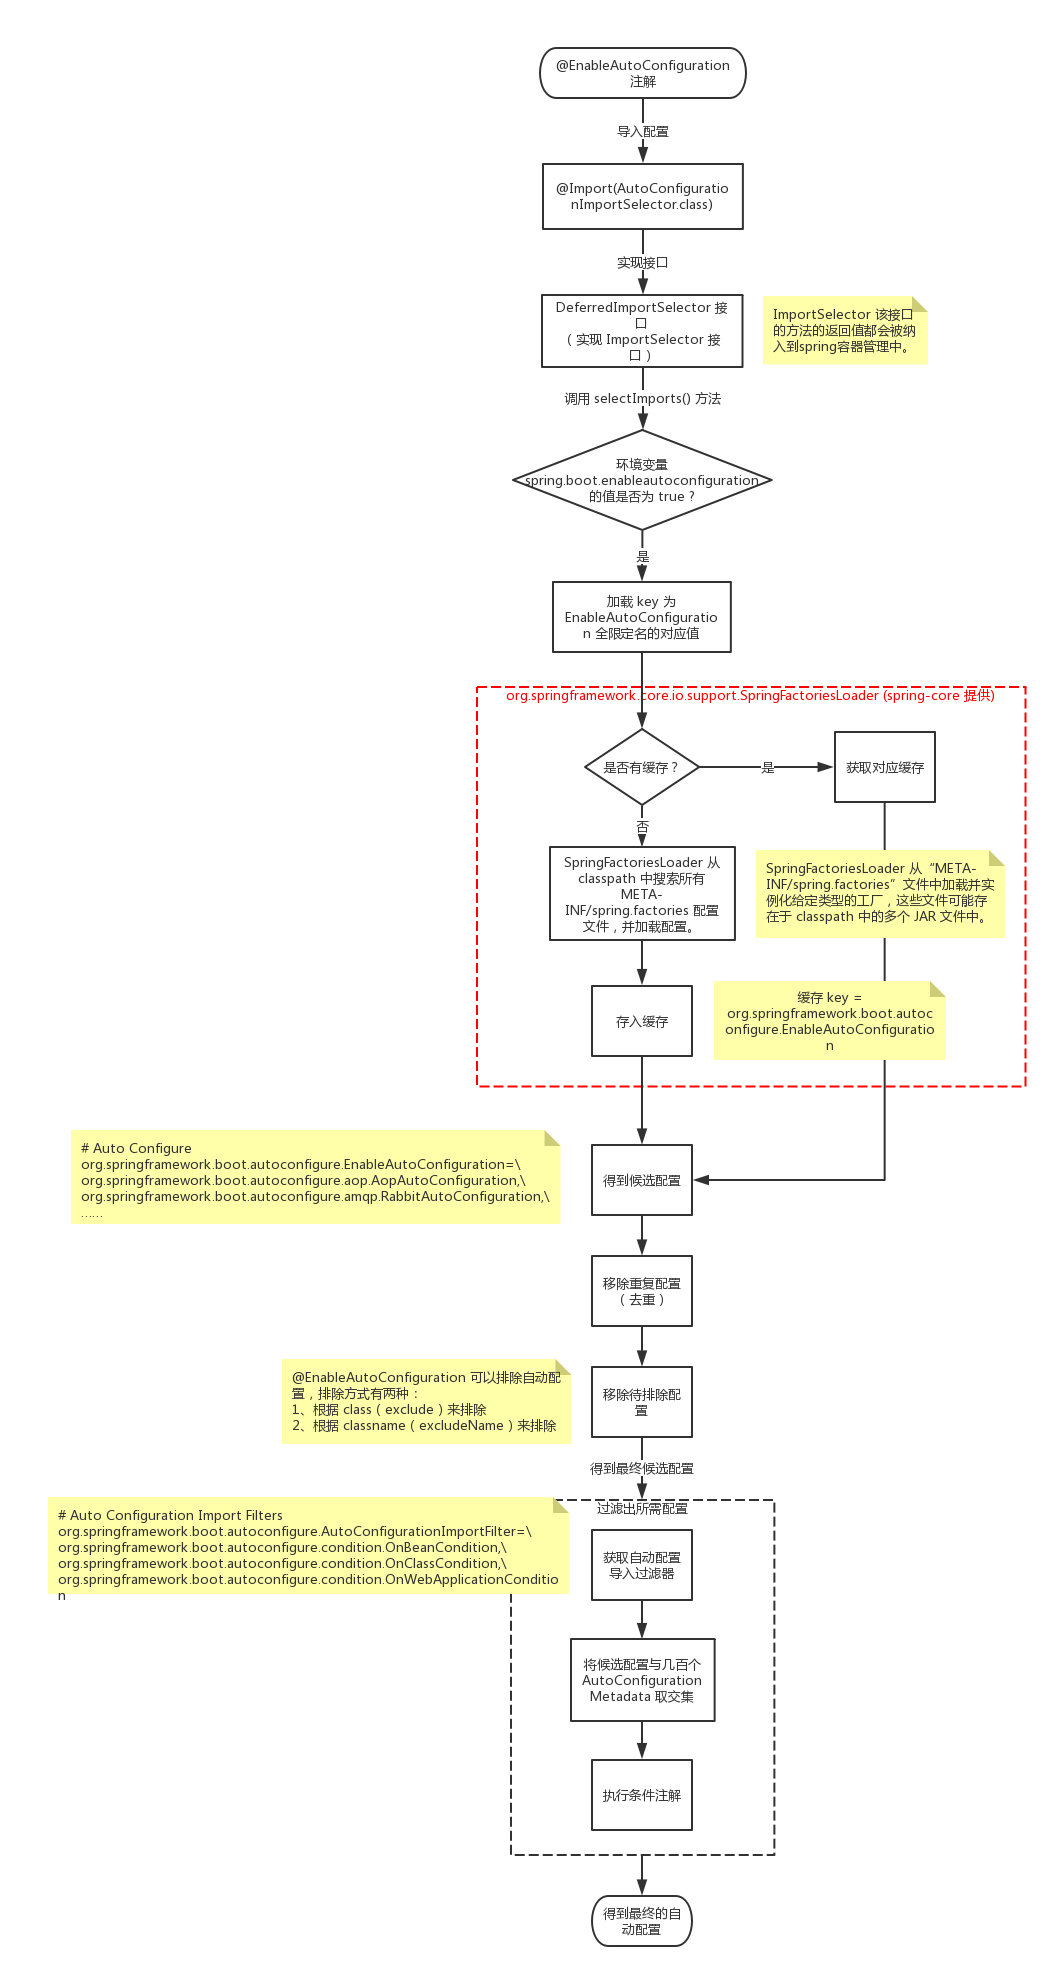 @EnableAutoConfiguration
注解
导入配置
@Import(AutoConfiguratio
nImportSelector.class)
实现接口
DeferredImportSelector 接
口
（实现 ImportSelector 接
口）
ImportSelector 该接口
的方法的返回值都会被纳
入到spring容器管理中。
调用 selectImports() 方法
环境变量
spring.boot.enableautoconfiguration
的值是否为 true？
是
加载 key 为
EnableAutoConfiguratio
n 全限定名的对应值
org.springframework.core.io.support.SpringFactoriesLoader (spring-core 提供)
是否有缓存？
是
获取对应缓存
否
SpringFactoriesLoader 从
classpath 中搜索所有
META-
INF/spring.factories 配置
文件，并加载配置。
SpringFactoriesLoader 从“META-
INF/spring.factories”文件中加载并实
例化给定类型的工厂，这些文件可能存
在于 classpath 中的多个 JAR 文件中。
存入缓存
缓存 key =
org.springframework.boot.autoc
onfigure.EnableAutoConfiguratio
n
# Auto Configure
org.springframework.boot.autoconfigure.EnableAutoConfiguration=\
org.springframework.boot.autoconfigure.aop.AopAutoConfiguration,\
org.springframework.boot.autoconfigure.amqp.RabbitAutoConfiguration,\
……
得到候选配置
移除重复配置
（去重）
@EnableAutoConfiguration 可以排除自动配
置，排除方式有两种：
1、根据 class（exclude）来排除
2、根据 classname（excludeName）来排除
移除待排除配
置
得到最终候选配置
# Auto Configuration Import Filters
org.springframework.boot.autoconfigure.AutoConfigurationImportFilter=\
org.springframework.boot.autoconfigure.condition.OnBeanCondition,\
org.springframework.boot.autoconfigure.condition.OnClassCondition,\
org.springframework.boot.autoconfigure.condition.OnWebApplicationConditio
n
过滤出所需配置
获取自动配置
导入过滤器
将候选配置与几百个
AutoConfiguration
Metadata 取交集
执行条件注解
得到最终的自
动配置